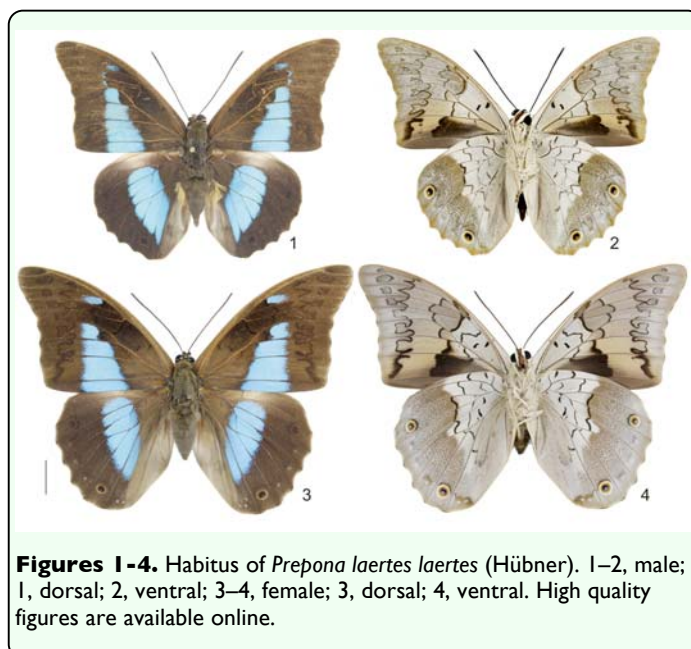 1
2
3
4
Figures 1-4. Habitus of Prepona laertes laertes (Hübner). 1–2, male;
1, dorsal; 2, ventral; 3–4, female; 3, dorsal; 4, ventral. High quality
figures are available online.